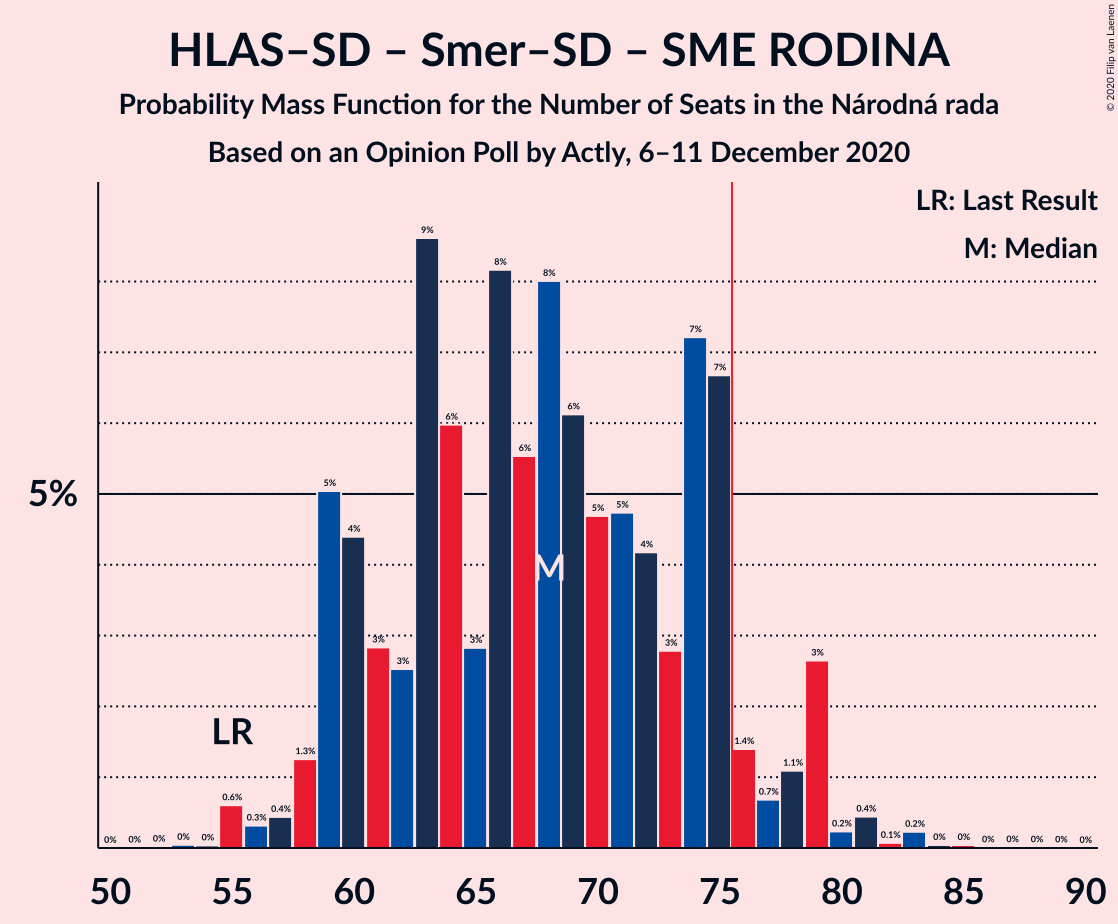 HLAS–SD – Smer–SD – SME RODINA
Probability Mass Function for the Number of Seats in the Národná rada
Based on an Opinion Poll by Actly, 6–11 December 2020
© 2020 Filip van Laenen
LR: Last Result
M: Median
5%
LR
M
0% 0% 0% 0% 0% 0.6% 0.3% 0.4% 1.3% 5% 4% 3% 3% 9% 6% 3% 8% 6% 8% 6% 5% 5% 4% 3% 7% 7% 1.4% 0.7% 1.1% 3% 0.2% 0.4% 0.1% 0.2% 0% 0% 0% 0% 0% 0% 0%
50 55 60 65 70 75 80 85 90